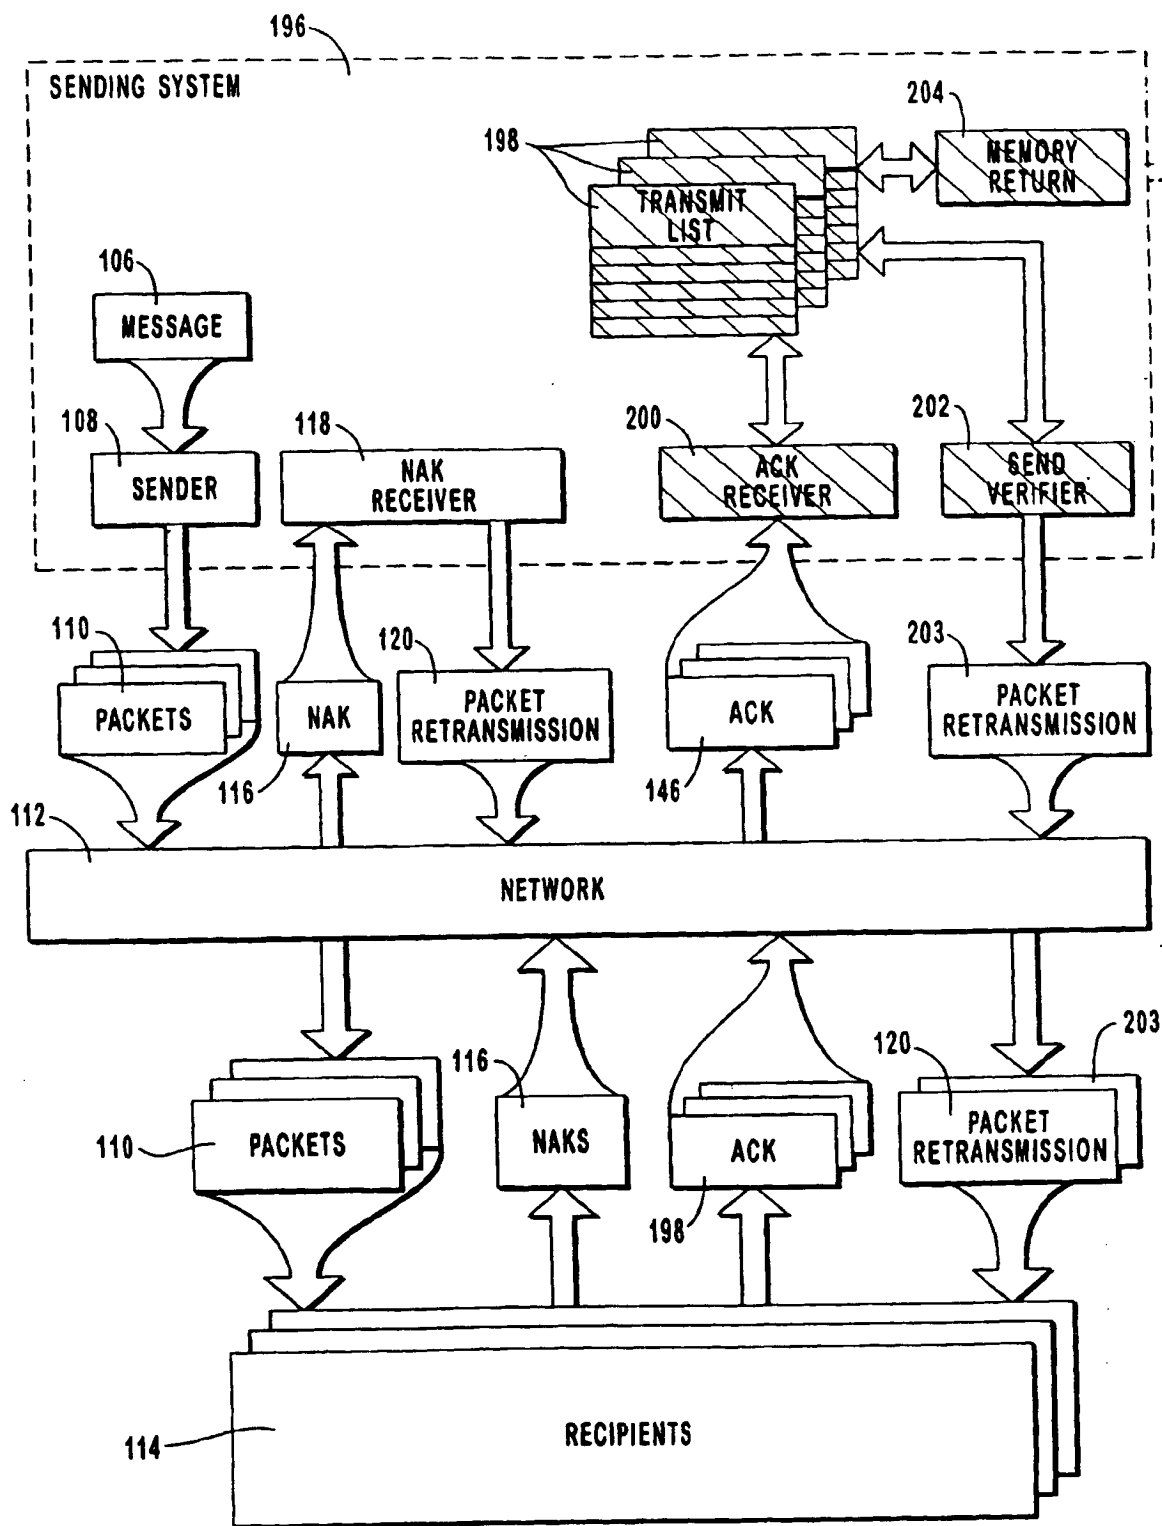 196
SENDING SYSTEM
204
198
MEMORY
RETURN
TRANSMIT
LIST
106
MESSAGE
108
118
200
202
SENDER
NAK
RECEIVER
ACK
RECEIVER
SEND
VERIFIER
110
120
203
PACKETS
NAK
PACKET
RETRANSMISSION
ACK
PACKET
RETRANSMISSION
116
146
112
NETWORK
203
116
120
110
PACKETS
NAKS
ACK
PACKET
RETRANSMISSION
198
114
RECIPIENTS